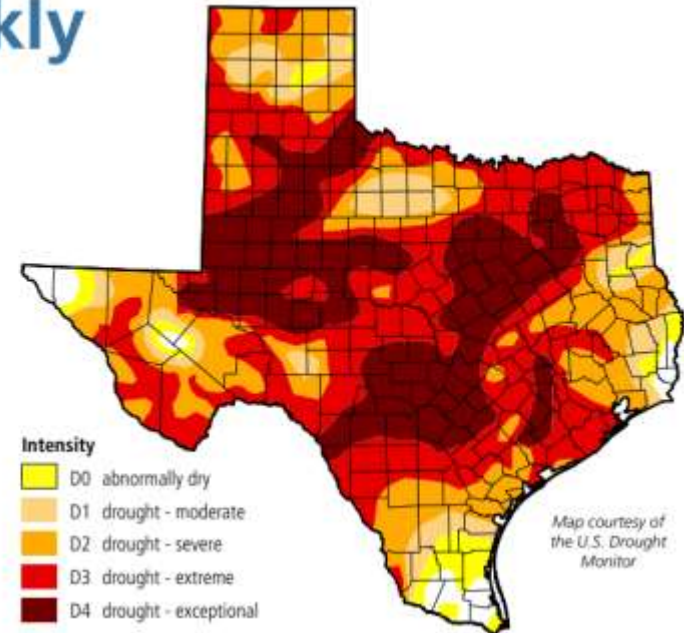 kly
Intensity
D0 abnormally dry
D1 drought - moderate
D2 drought - severe
D3 drought - extreme
D4 drought - exceptional
Map courtesy of
the U.S. Drought
Monitor